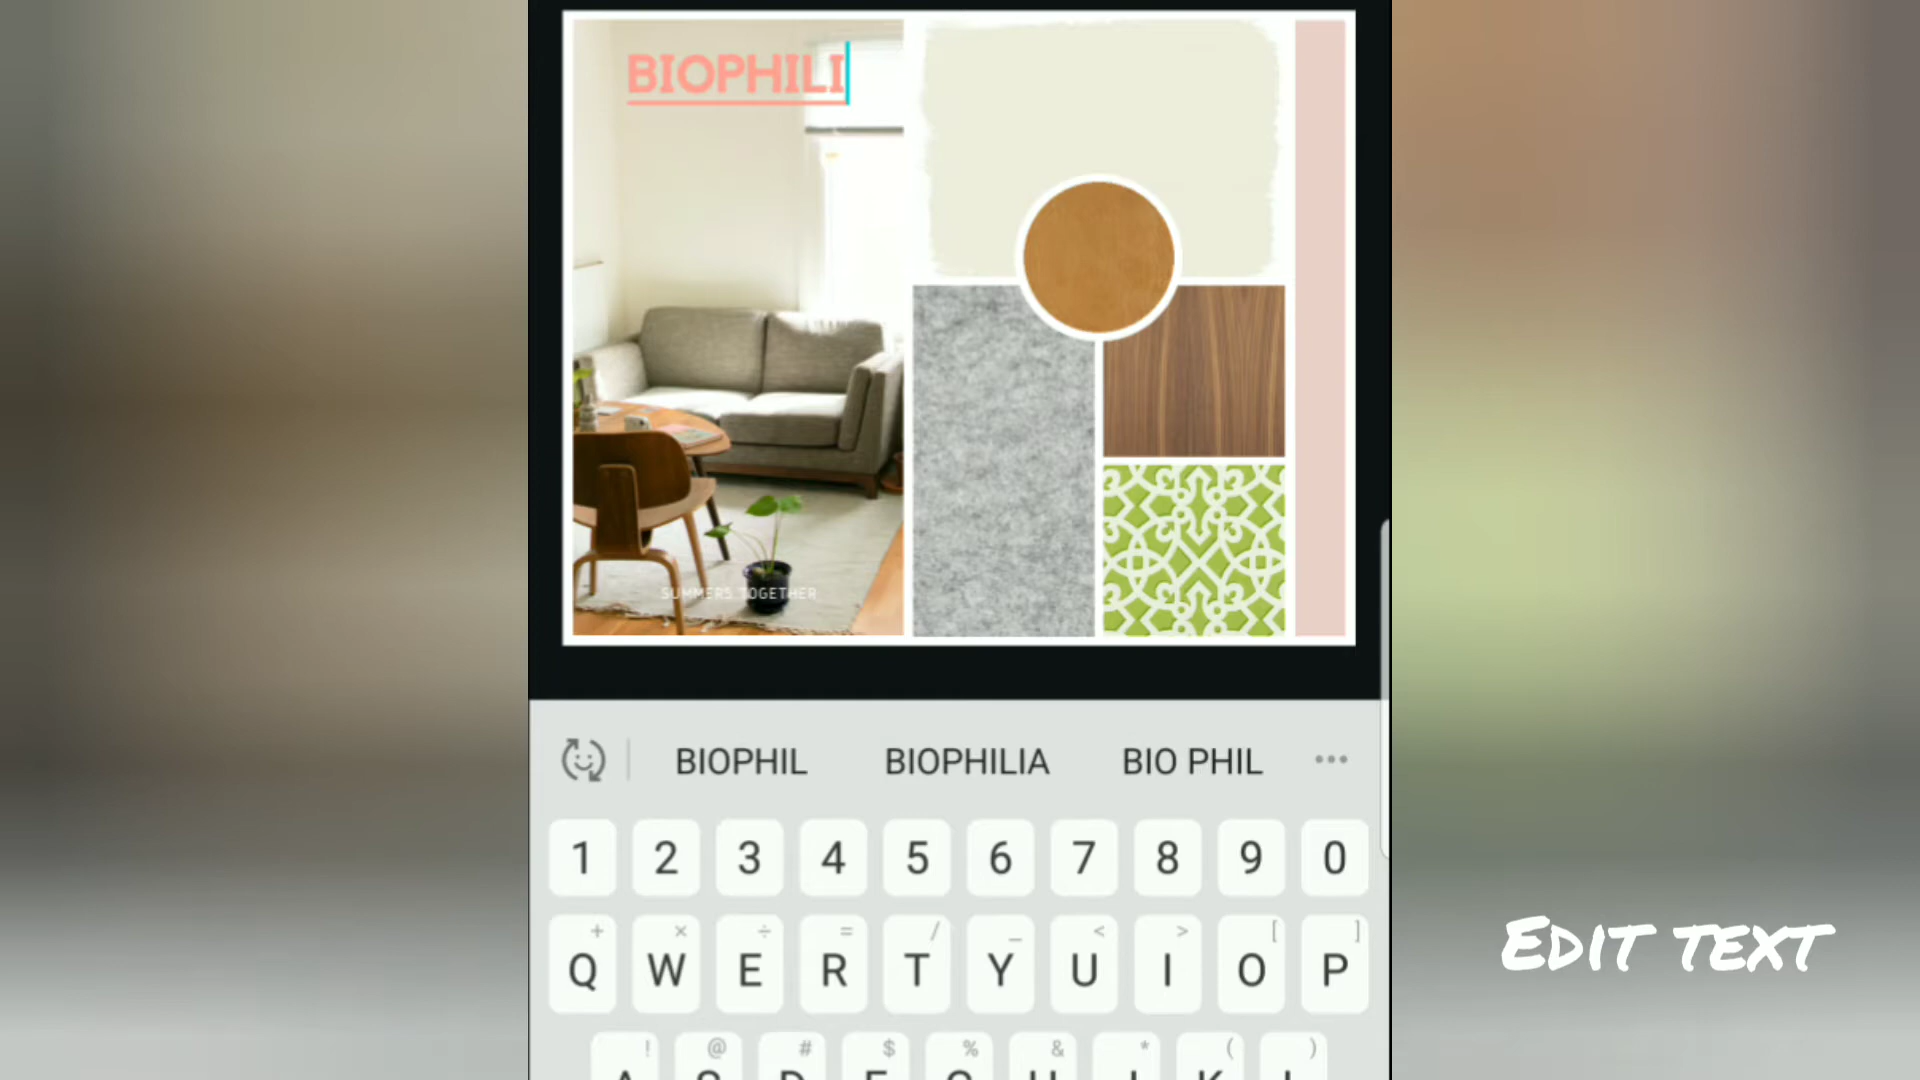 BIOPHILI
SUMMERS TOGETHER
BIOPHIL BIOPHILIA BIO PHIL •••
1 2 3 4 5 6 7 8 9 0
+ × ÷ = / _ < > [ ]
Q W E R T Y U I O P
! @ # $ % & * ( )
A S D F G H J K L
EDIT TEXT